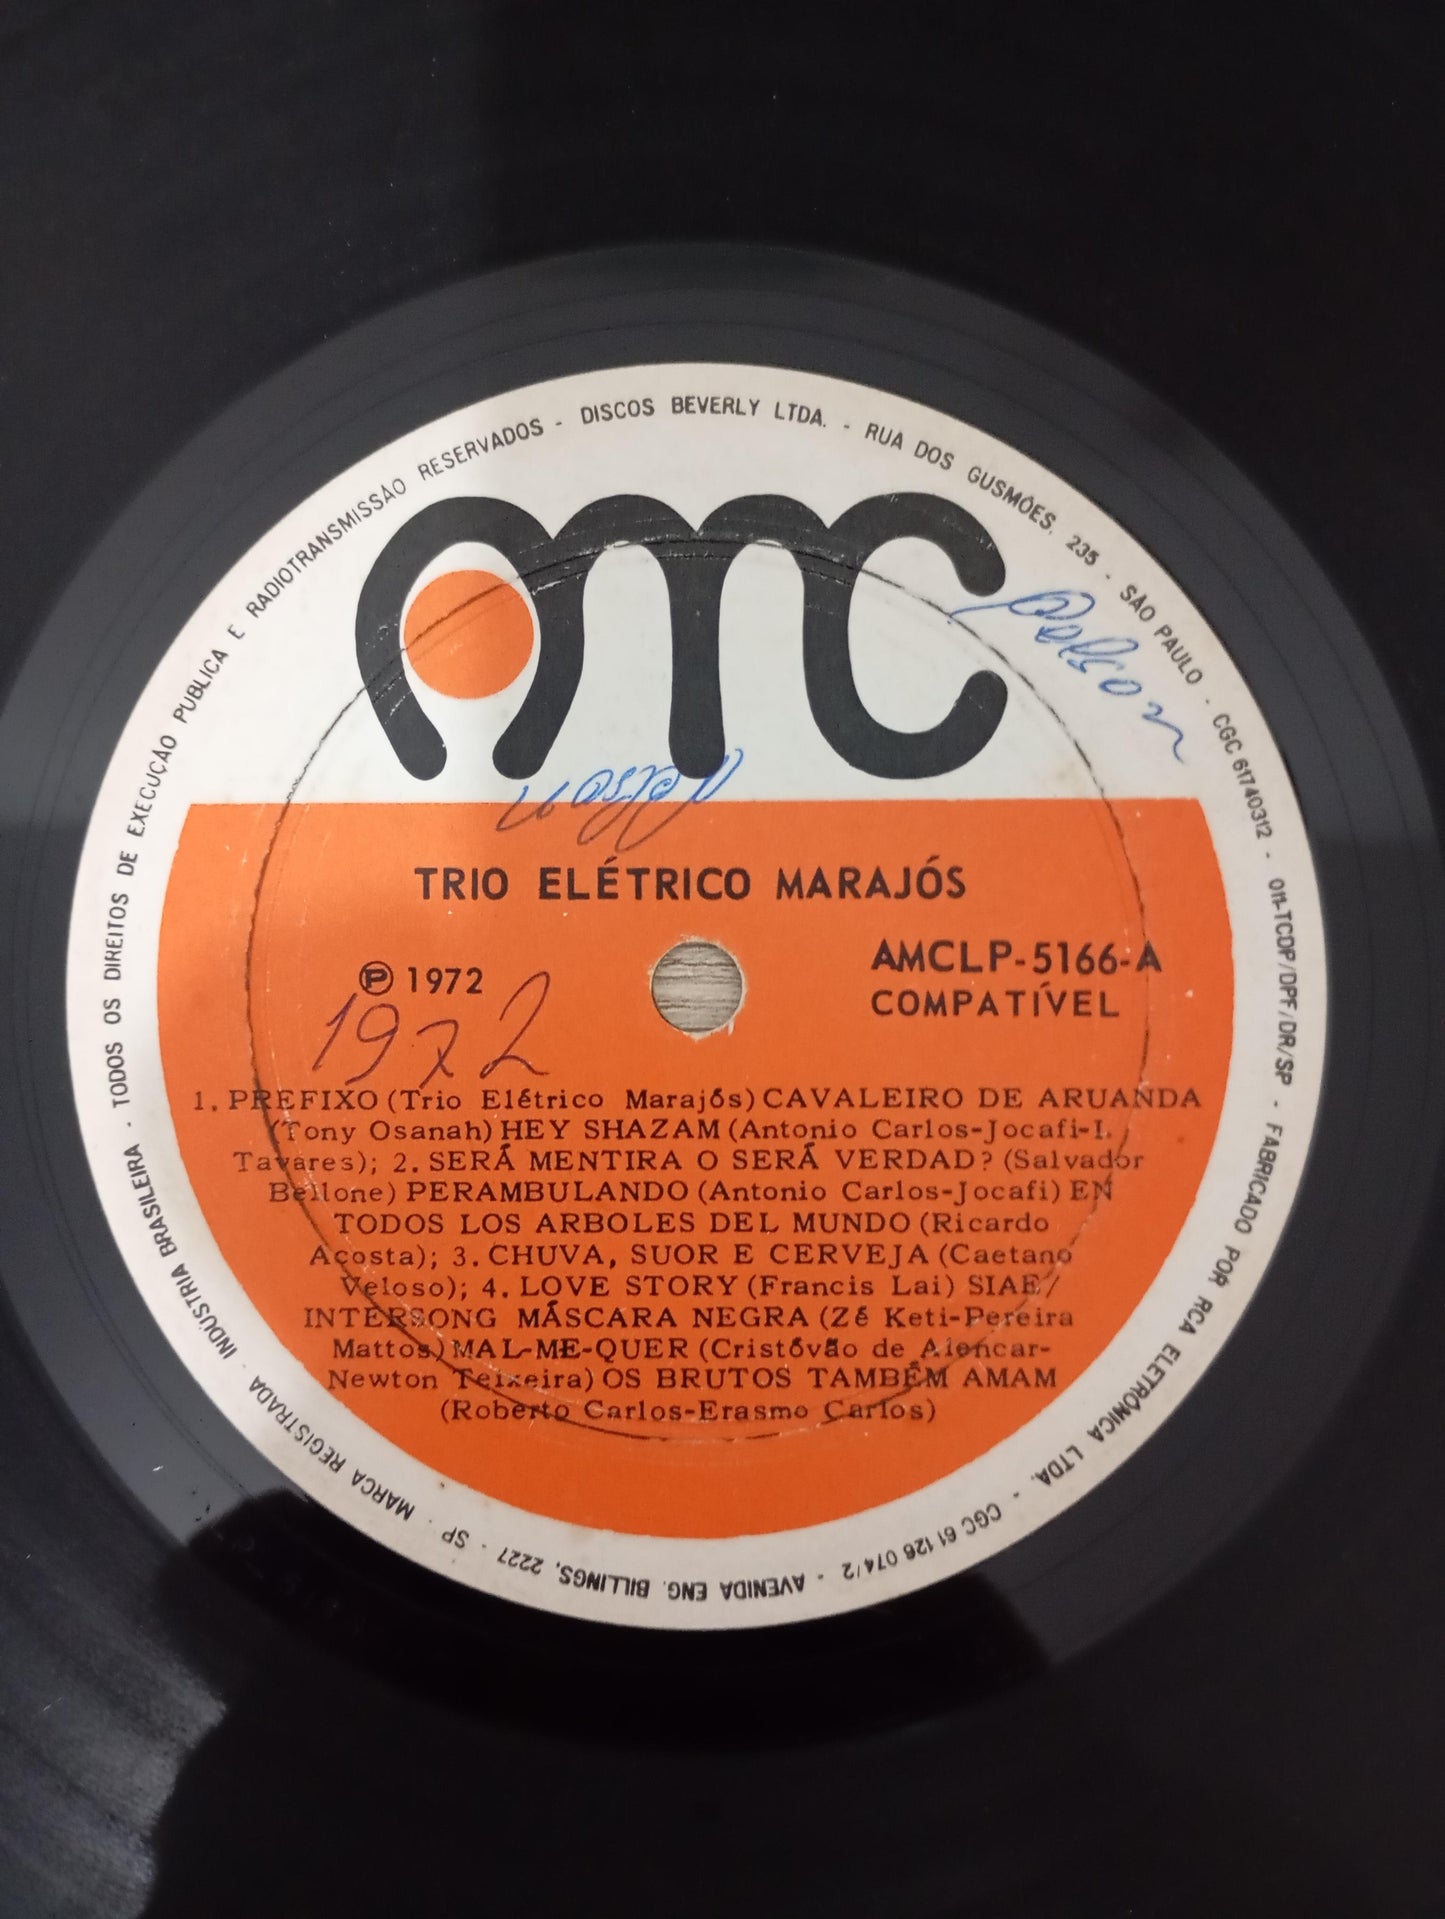 TODOS OS DIREITOS DE EXECUÇÃO PUBLICA E RADIOTRANSMISSÃO RESERVADOS - DISCOS BEVERLY LTDA. - RUA DOS GUSMÕES, 235 - SÃO PAULO - CGC 61740312 - 011-TCDP/DPF/DR/SP - FABRICADO POR RCA ELETRÔNICA LTDA. - CGC 61 126 074/2 - AVENIDA ENG. BILLINGS, 2227 - SP - MARCA REGISTRADA - INDÚSTRIA BRASILEIRA -
AMC
TRIO ELÉTRICO MARAJÓS
Ⓟ 1972
AMCLP-5166-A
COMPATÍVEL
1972
1. PREFIXO (Trio Elétrico Marajós) CAVALEIRO DE ARUANDA
(Tony Osanah) HEY SHAZAM (Antonio Carlos-Jocafi-I.
Tavares); 2. SERÁ MENTIRA O SERÁ VERDAD? (Salvador
Bellone) PERAMBULANDO (Antonio Carlos-Jocafi) EN
TODOS LOS ARBOLES DEL MUNDO (Ricardo
Acosta); 3. CHUVA, SUOR E CERVEJA (Caetano
Veloso); 4. LOVE STORY (Francis Lai) SIAE/
INTERSONG MÁSCARA NEGRA (Zé Keti-Pereira
Mattos) MAL-ME-QUER (Cristóvão de Alencar-
Newton Teixeira) OS BRUTOS TAMBÉM AMAM
(Roberto Carlos-Erasmo Carlos)